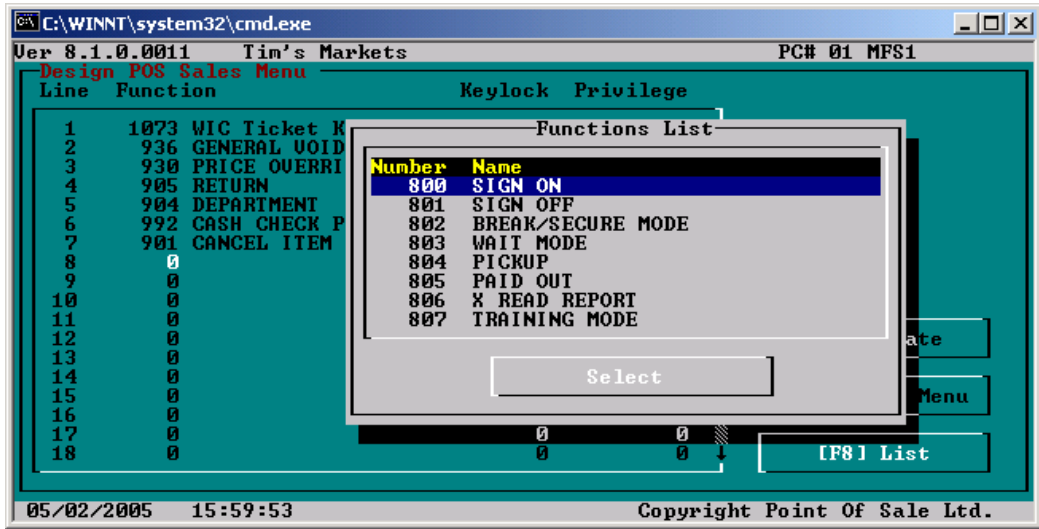 C:\WINNT\system32\cmd.exe
Ver 8.1.0.0011 Tim's Markets PC# 01 MFS1
Design POS Sales Menu
Line Function Keylock Privilege
1 1073 WIC Ticket K
2 936 GENERAL VOID
3 930 PRICE OVERRI
4 905 RETURN
5 904 DEPARTMENT
6 992 CASH CHECK P
7 901 CANCEL ITEM
8 0
9 0
10 0
11 0
12 0
13 0
14 0
15 0
16 0
17 0 0 0
18 0 0 0
Functions List
Number Name
800 SIGN ON
801 SIGN OFF
802 BREAK/SECURE MODE
803 WAIT MODE
804 PICKUP
805 PAID OUT
806 X READ REPORT
807 TRAINING MODE
Select
ate
Menu
[F8] List
05/02/2005 15:59:53 Copyright Point Of Sale Ltd.